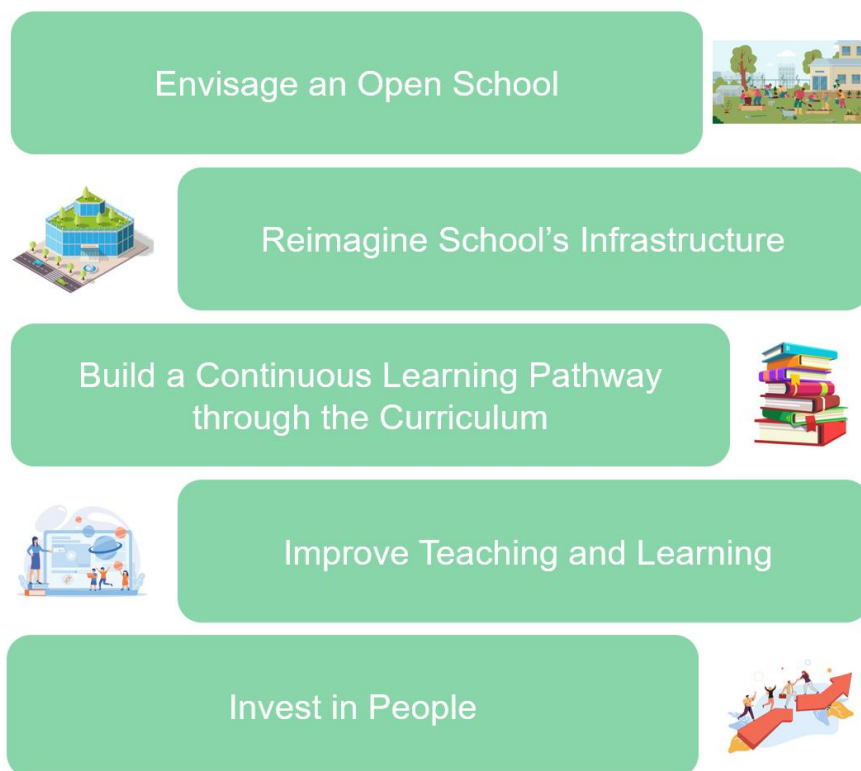 Envisage an Open School
Reimagine School’s Infrastructure
Build a Continuous Learning Pathway
through the Curriculum
Improve Teaching and Learning
Invest in People